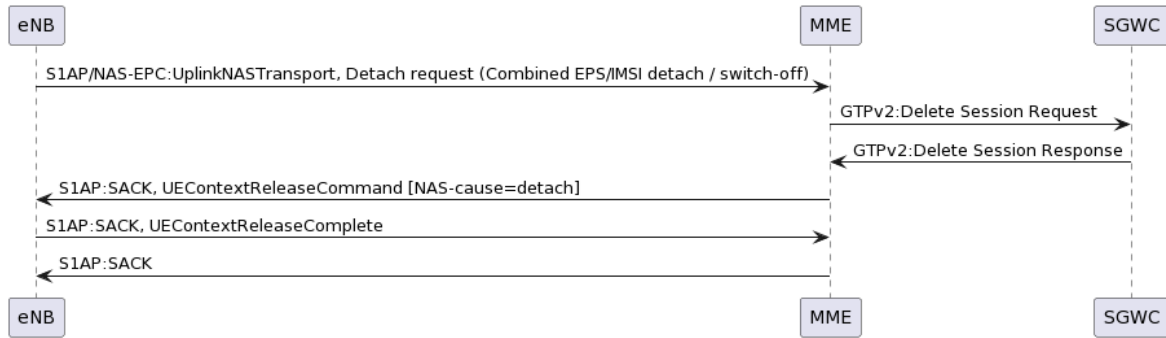 eNB MME SGWC
S1AP/NAS-EPC:UplinkNASTransport, Detach request (Combined EPS/IMSI detach / switch-off)
GTPv2:Delete Session Request
GTPv2:Delete Session Response
S1AP:SACK, UEContextReleaseCommand [NAS-cause=detach]
S1AP:SACK, UEContextReleaseComplete
S1AP:SACK
eNB MME SGWC